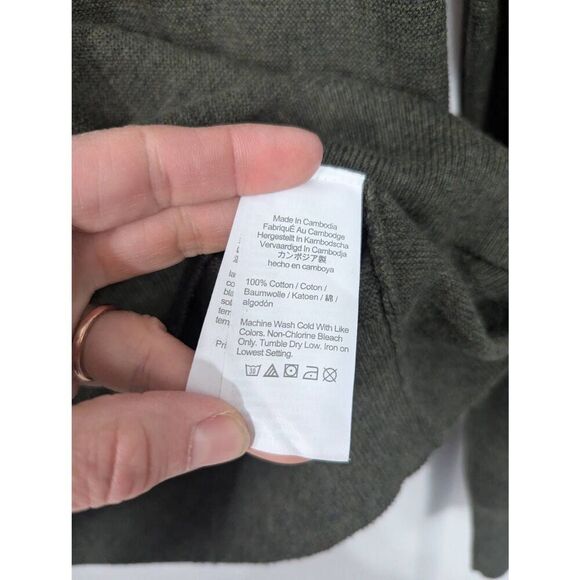 Made In Cambodia
FabriquÉ Au Cambodge
Hergestellt In Kambodscha
Vervaardigd In Cambodja
カンボジア製
hecho en camboya
100% Cotton / Coton /
Baumwolle / Katoen / 綿 /
algodón
Machine Wash Cold With Like
Colors. Non-Chlorine Bleach
Only. Tumble Dry Low. Iron on
Lowest Setting.
30